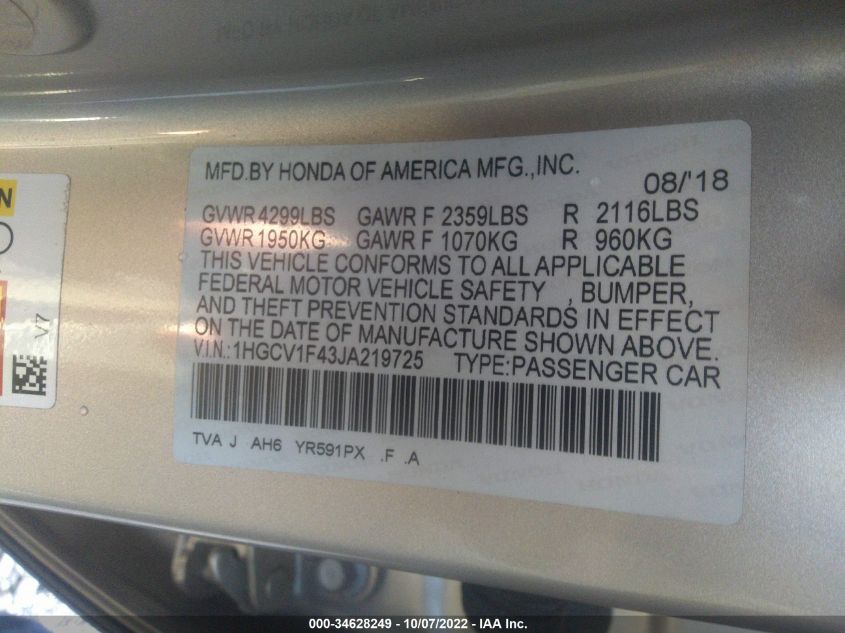 MFD.BY HONDA OF AMERICA MFG.,INC. 08/'18
GVWR 4299LBS GAWR F 2359LBS R 2116LBS
GVWR 1950KG GAWR F 1070KG R 960KG
THIS VEHICLE CONFORMS TO ALL APPLICABLE
FEDERAL MOTOR VEHICLE SAFETY , BUMPER,
AND THEFT PREVENTION STANDARDS IN EFFECT
ON THE DATE OF MANUFACTURE SHOWN ABOVE.
V.I.N.:1HGCV1F43JA219725 TYPE:PASSENGER CAR
TVA J AH6 YR591PX .F .A
V7
000-34628249 - 10/07/2022 - IAA Inc.